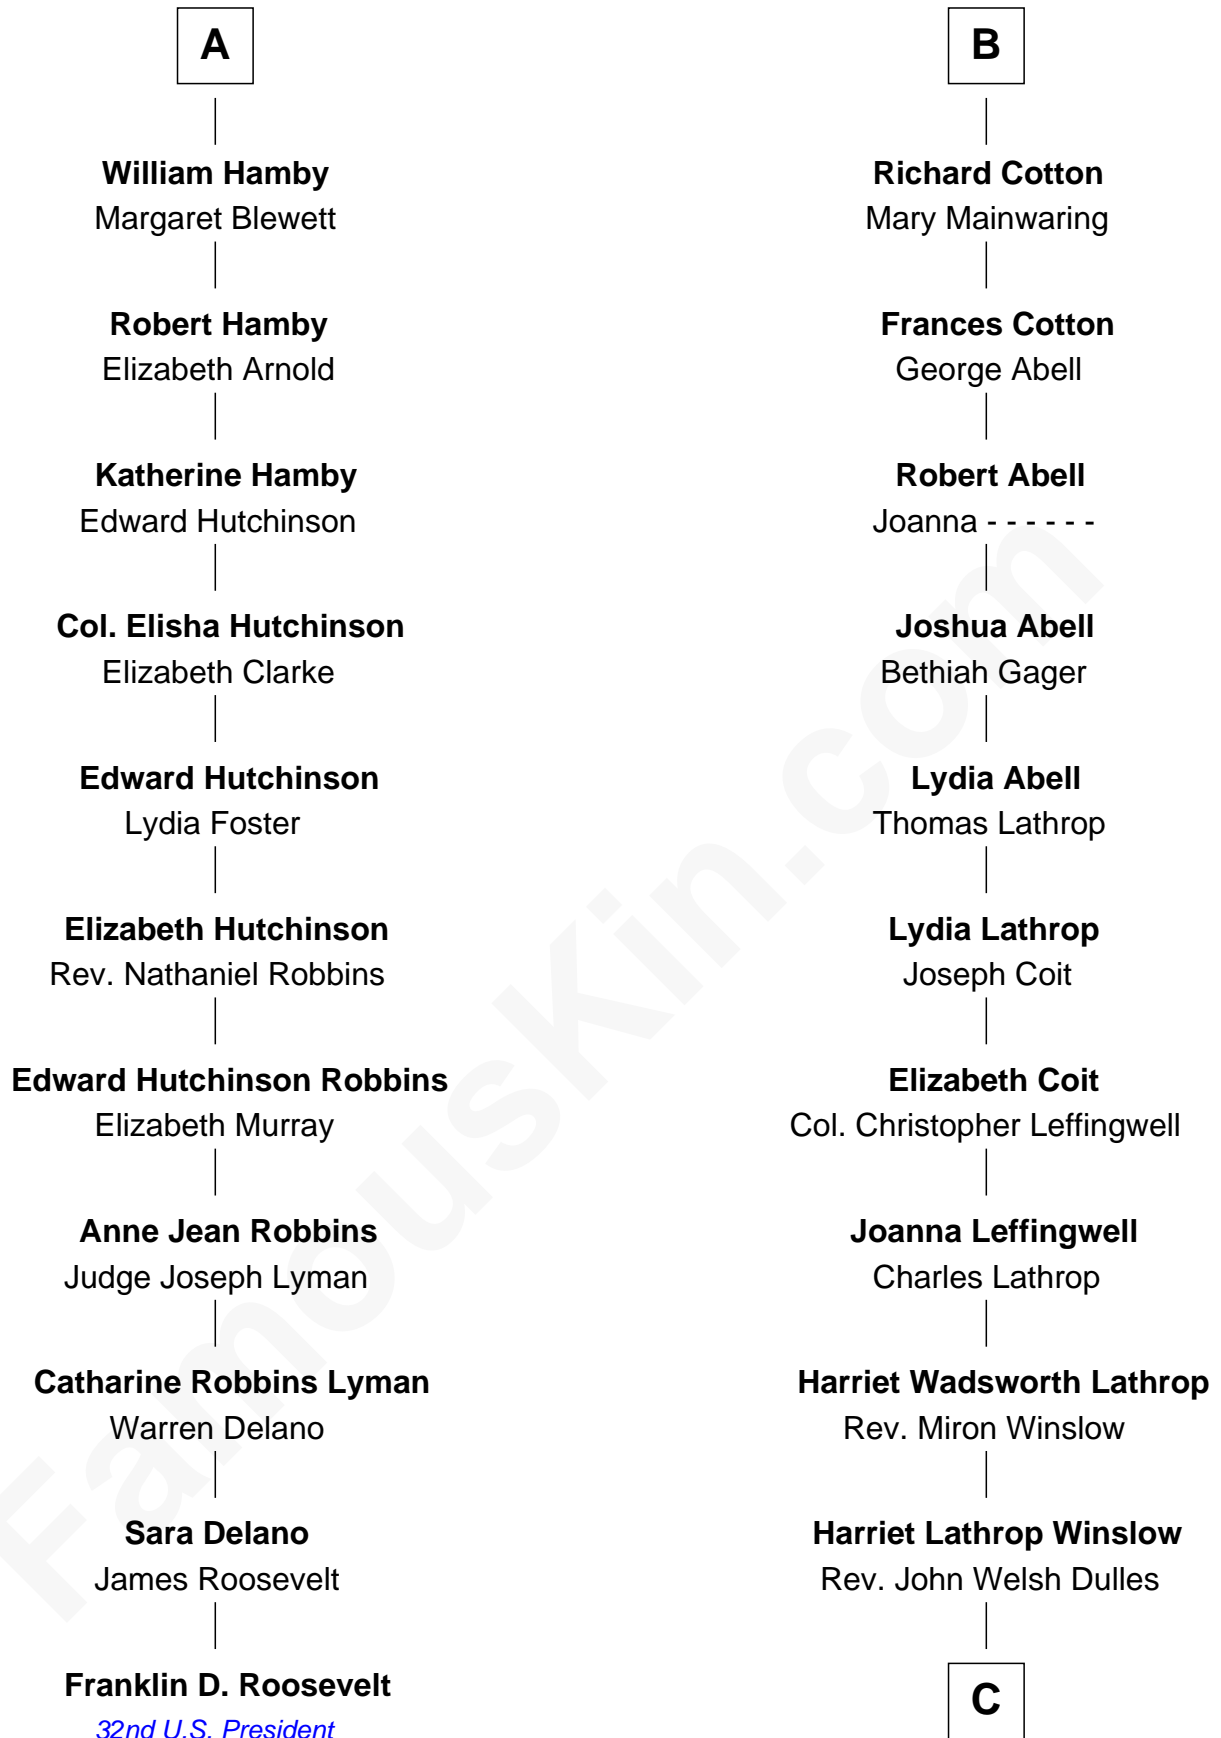 A
William Hamby
Margaret Blewett
Robert Hamby
Elizabeth Arnold
Katherine Hamby
Edward Hutchinson
Col. Elisha Hutchinson
Elizabeth Clarke
Edward Hutchinson
Lydia Foster
Elizabeth Hutchinson
Rev. Nathaniel Robbins
Edward Hutchinson Robbins
Elizabeth Murray
Anne Jean Robbins
Judge Joseph Lyman
Catharine Robbins Lyman
Warren Delano
Sara Delano
James Roosevelt
Franklin D. Roosevelt
32nd U.S. President
B
Richard Cotton
Mary Mainwaring
Frances Cotton
George Abell
Robert Abell
Joanna - - - - - -
Joshua Abell
Bethiah Gager
Lydia Abell
Thomas Lathrop
Lydia Lathrop
Joseph Coit
Elizabeth Coit
Col. Christopher Leffingwell
Joanna Leffingwell
Charles Lathrop
Harriet Wadsworth Lathrop
Rev. Miron Winslow
Harriet Lathrop Winslow
Rev. John Welsh Dulles
C
FamousKin.com